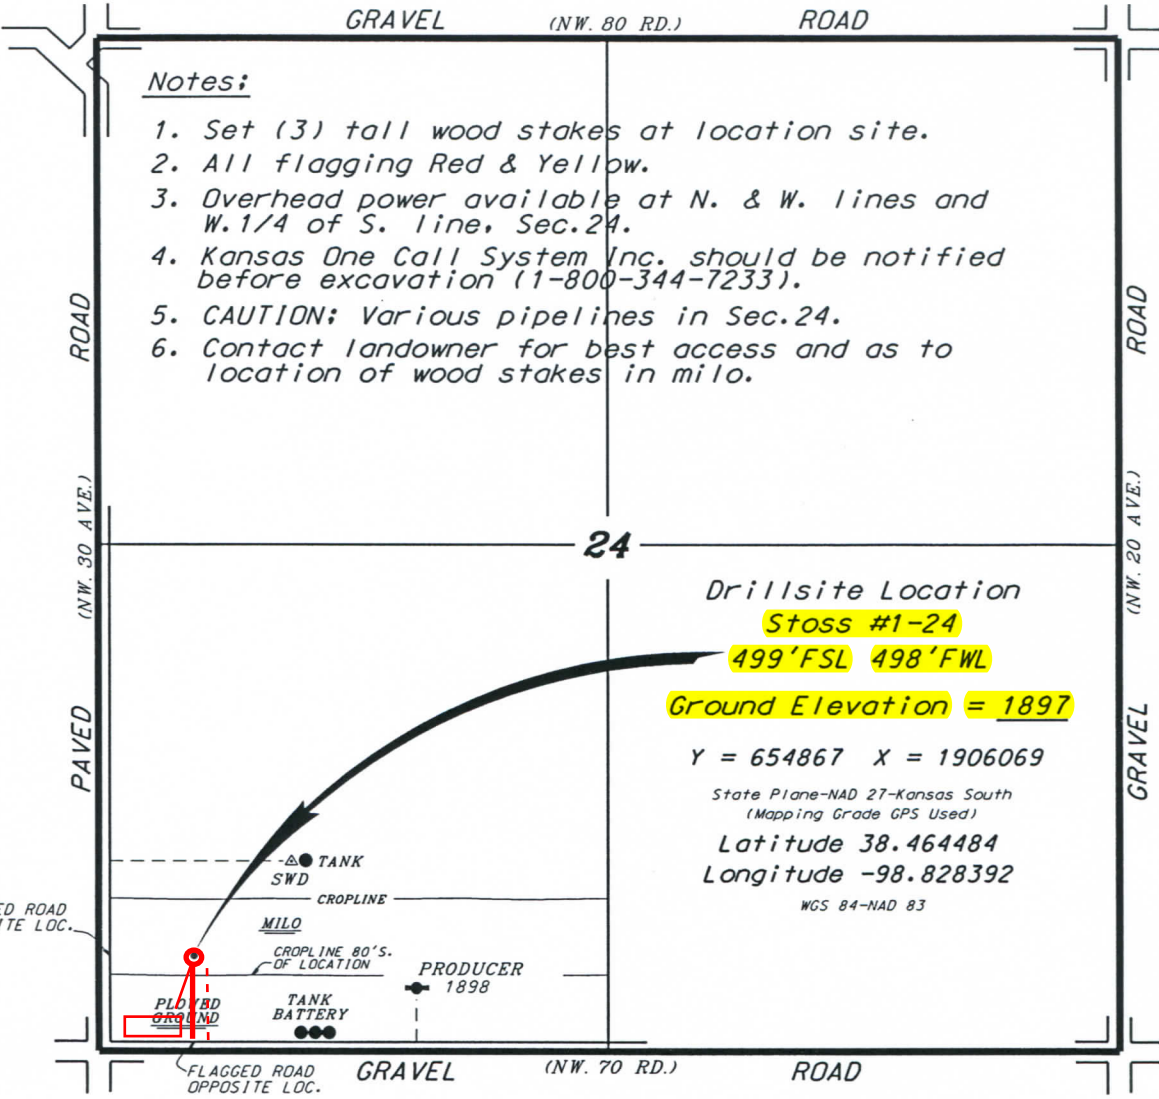 GRAVEL (NW. 80 RD.) ROAD
Notes:
1. Set (3) tall wood stakes at location site.
2. All flagging Red & Yellow.
3. Overhead power available at N. & W. lines and
W.1/4 of S. line, Sec.24.
4. Kansas One Call System Inc. should be notified
before excavation (1-800-344-7233).
5. CAUTION: Various pipelines in Sec.24.
6. Contact landowner for best access and as to
location of wood stakes in milo.
ROAD
(NW. 30 AVE.)
PAVED
ROAD
(NW. 20 AVE.)
GRAVEL
24
Drillsite Location
Stoss #1-24
499'FSL 498'FWL
Ground Elevation = 1897
Y = 654867 X = 1906069
State Plane-NAD 27-Kansas South
(Mapping Grade GPS Used)
Latitude 38.464484
Longitude -98.828392
WGS 84-NAD 83
TANK
SWD
CROPLINE
ED ROAD
ITE LOC.
MILO
CROPLINE 80'S.
OF LOCATION
PRODUCER
1898
PLOWED
GROUND
TANK
BATTERY
FLAGGED ROAD
OPPOSITE LOC.
GRAVEL (NW. 70 RD.) ROAD